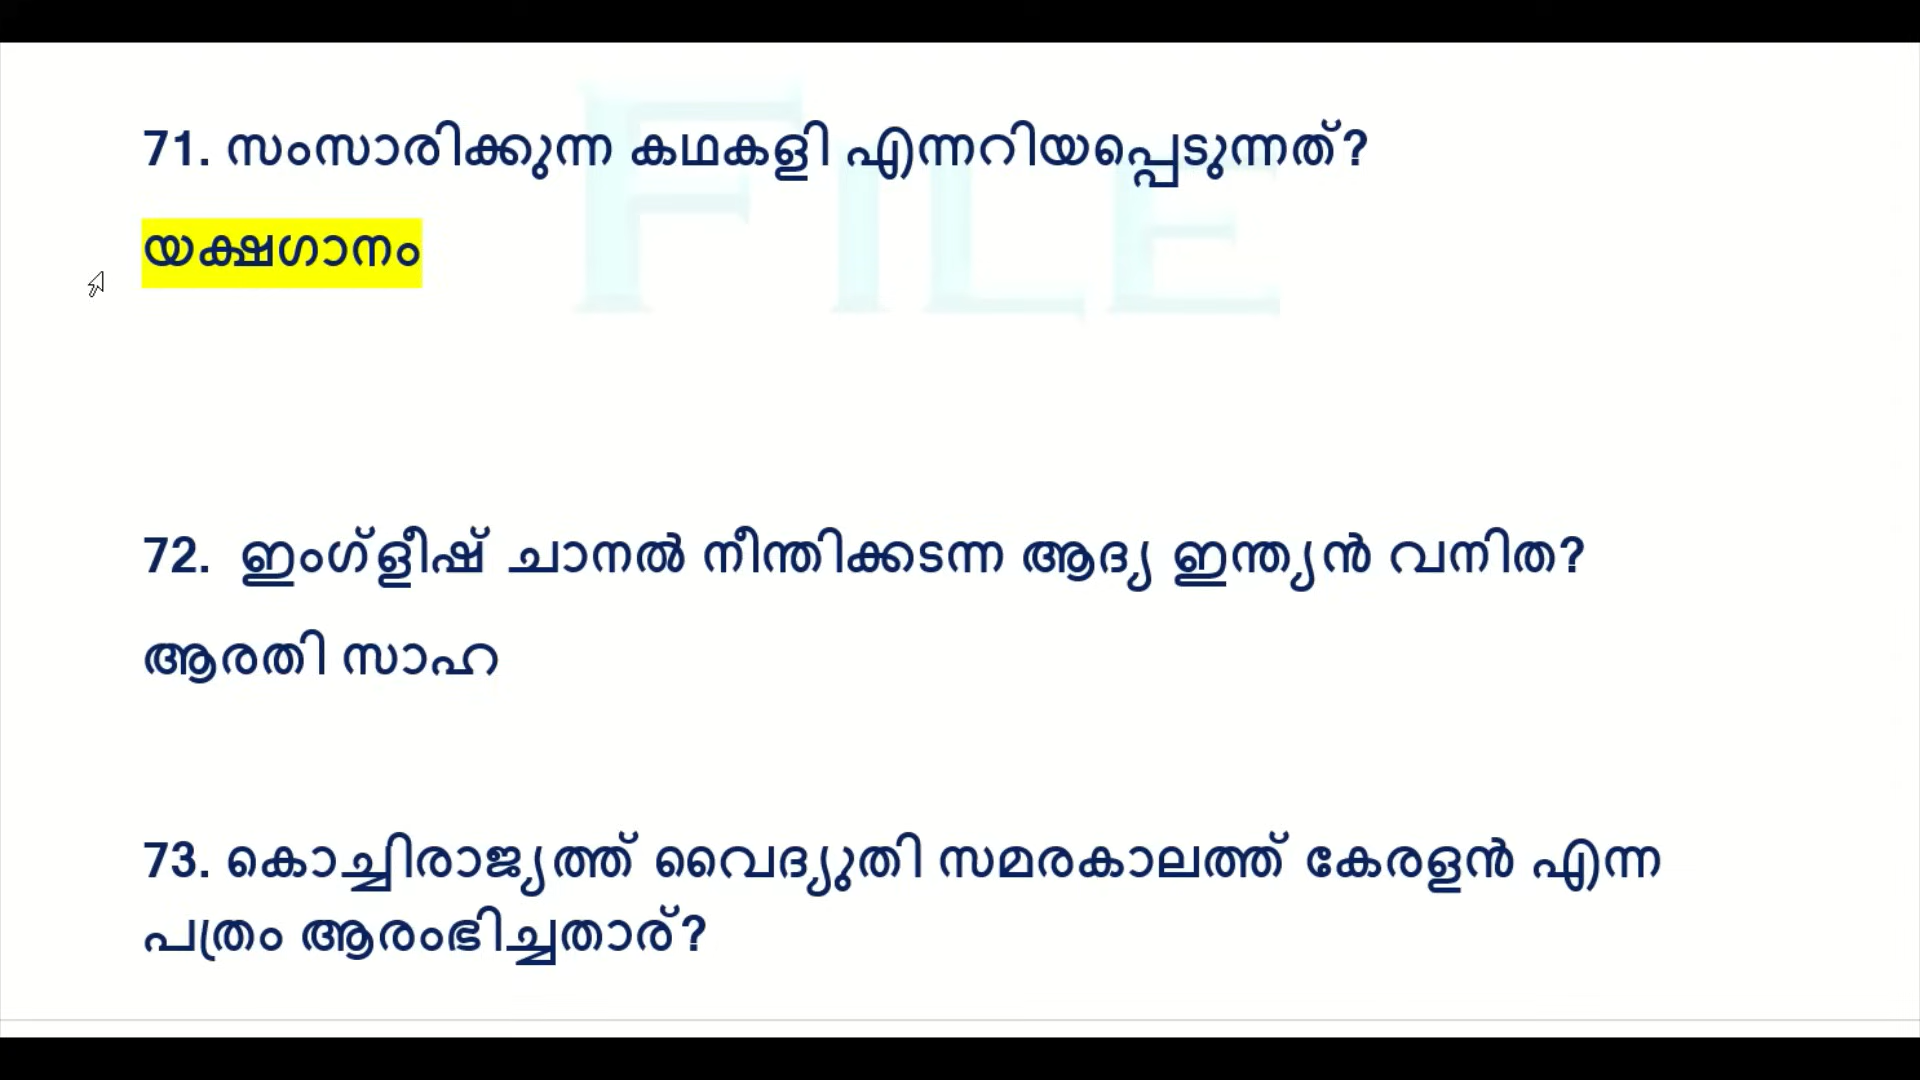 FILE
71. സംസാരിക്കുന്ന കഥകളി എന്നറിയപ്പെടുന്നത്?
യക്ഷഗാനം
72. ഇംഗ്ളീഷ് ചാനൽ നീന്തിക്കടന്ന ആദ്യ ഇന്ത്യൻ വനിത?
ആരതി സാഹ
73. കൊച്ചിരാജ്യത്ത് വൈദ്യുതി സമരകാലത്ത് കേരളൻ എന്ന
പത്രം ആരംഭിച്ചതാര്?